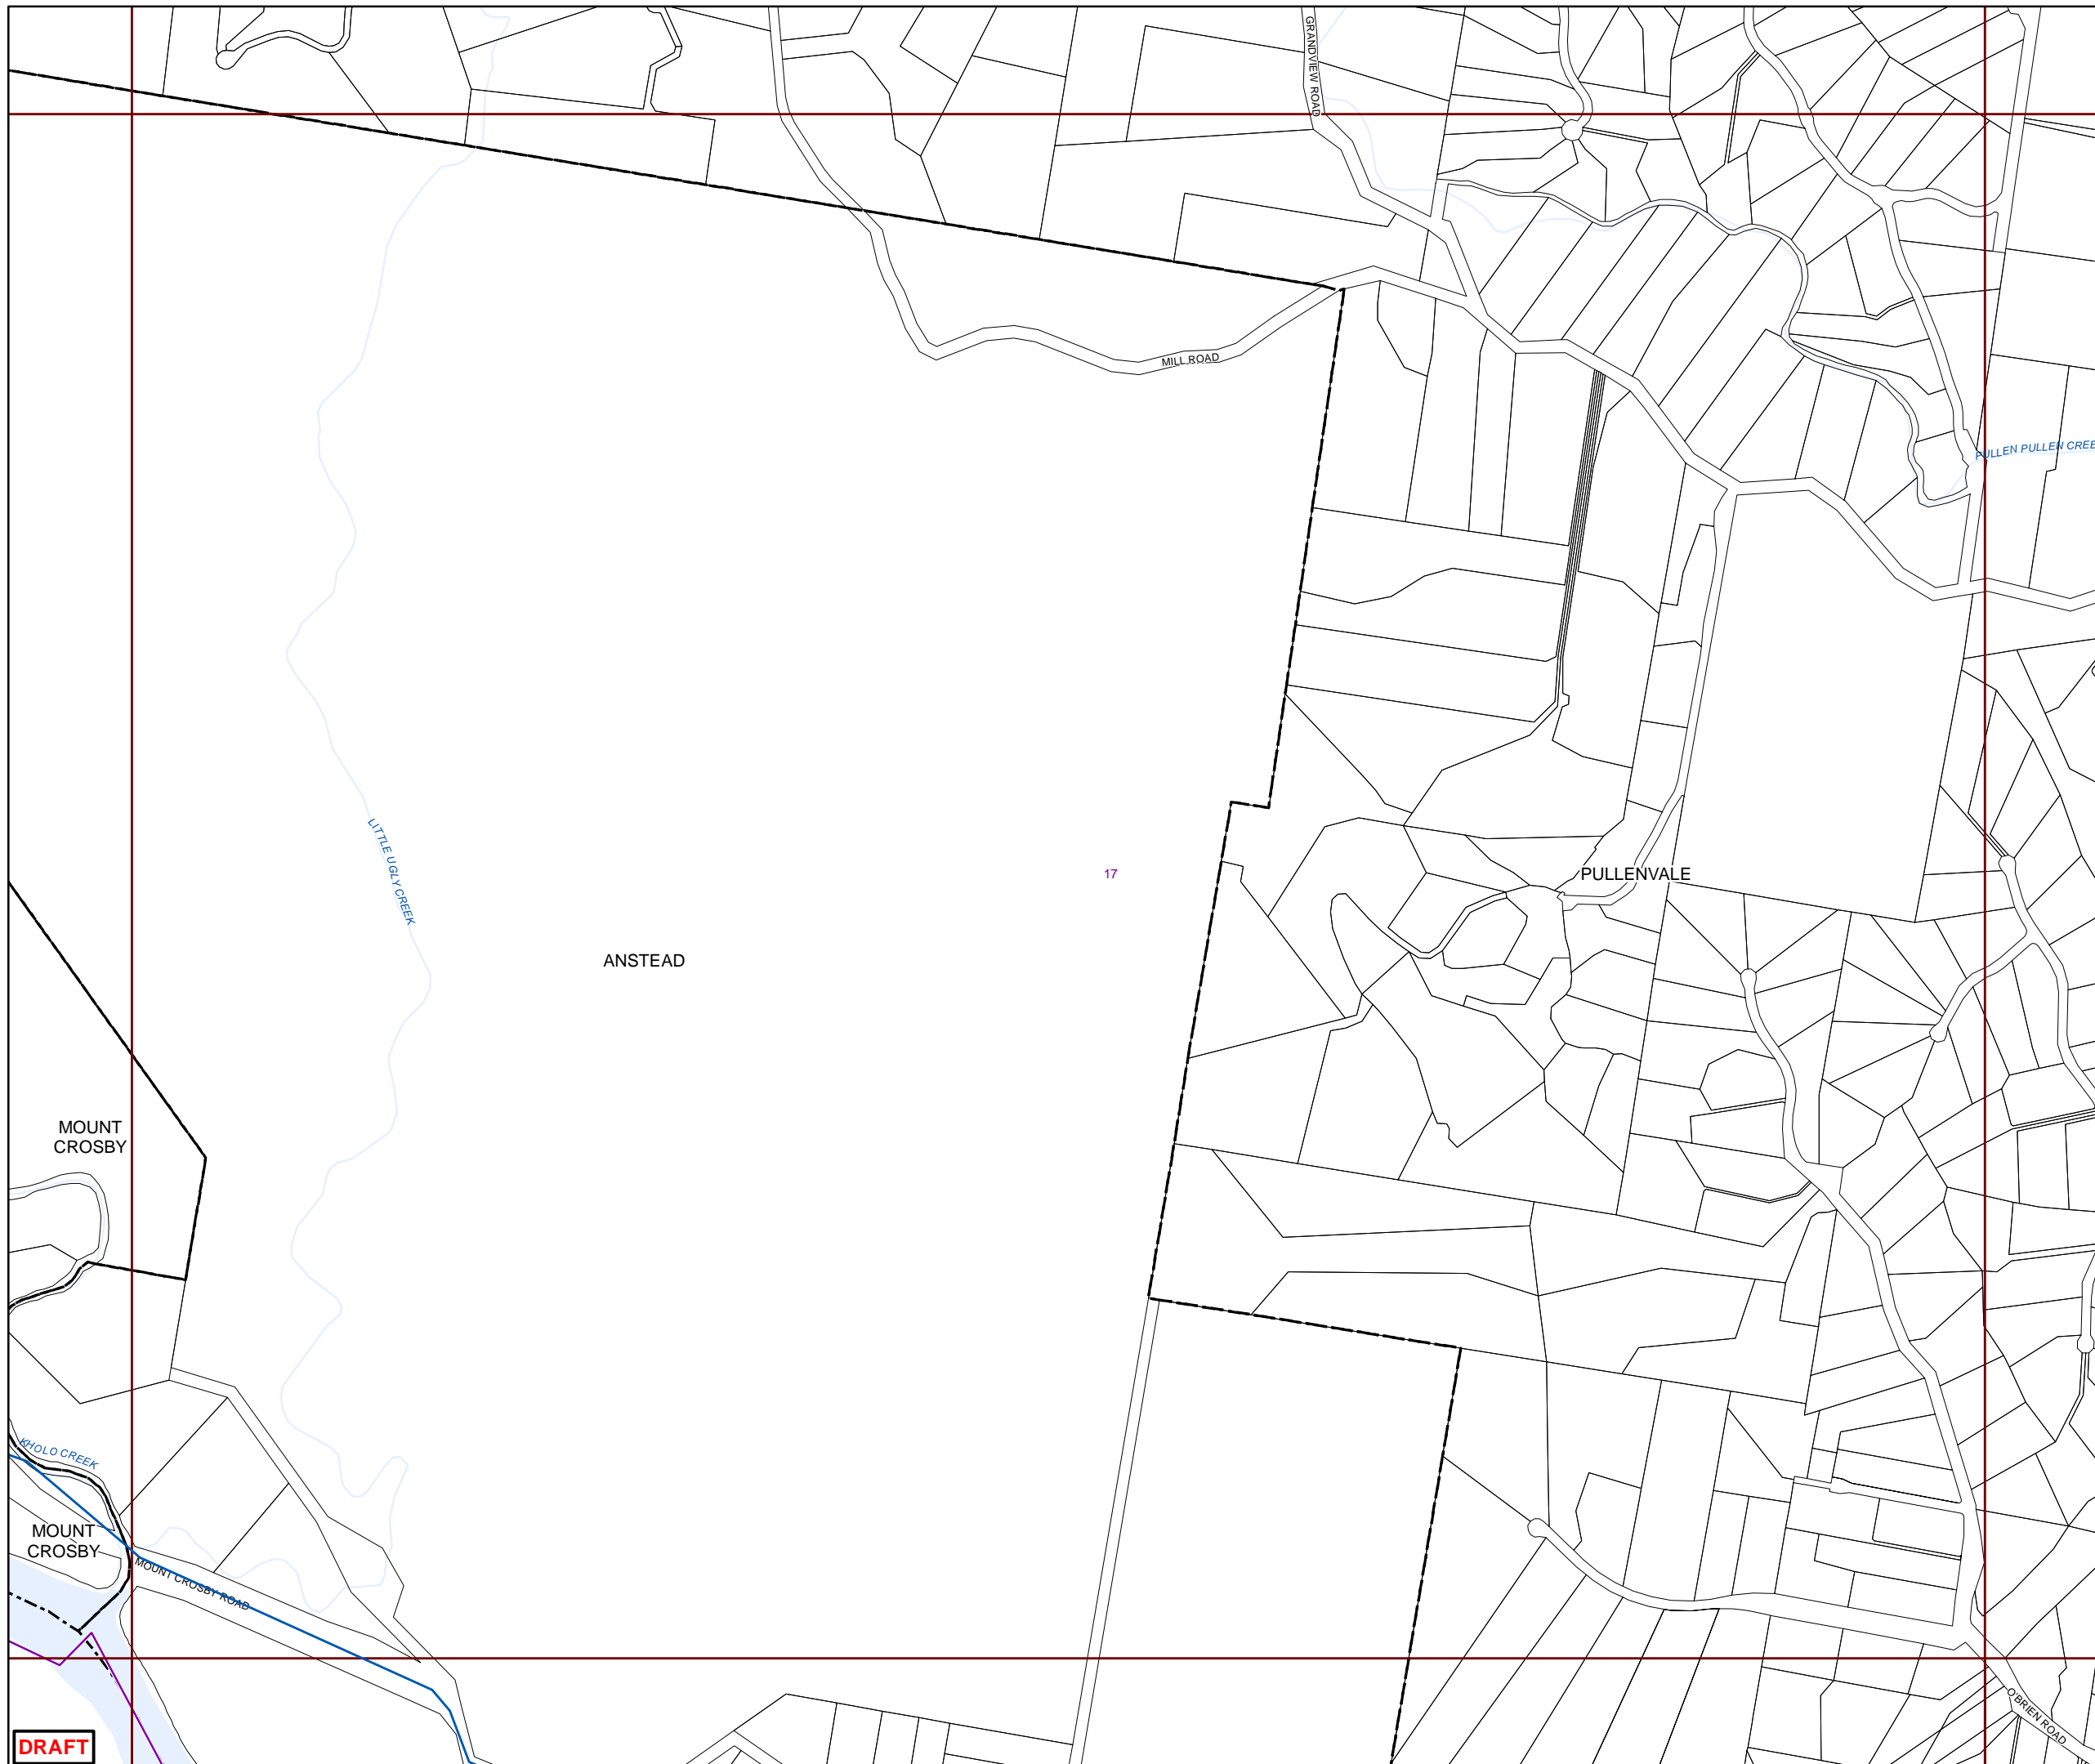 GRANDVIEW ROAD
MILL ROAD
PULLEN PULLEN CREE
LITTLE UGLY CREEK
17
PULLENVALE
ANSTEAD
MOUNT
CROSBY
KHOLO CREEK
MOUNT
CROSBY
MOUNT CROSBY ROAD
O'BRIEN ROAD
DRAFT